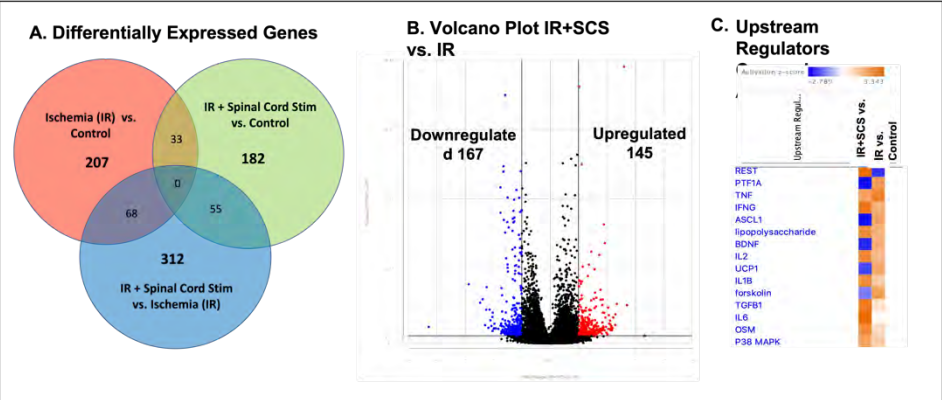 A. Differentially Expressed Genes
Ischemia (IR) vs.
Control
207
33
IR + Spinal Cord Stim
vs. Control
182
0
68
55
312
IR + Spinal Cord Stim
vs. Ischemia (IR)
B. Volcano Plot IR+SCS
vs. IR
Downregulate
d 167
Upregulated
145
C. Upstream
Regulators
Activation z-score
-2.785
3.343
Upstream Regul...
IR+SCS vs.
IR vs.
Control
REST
PTF1A
TNF
IFNG
ASCL1
lipopolysaccharide
BDNF
IL2
UCP1
IL1B
forskolin
TGFB1
IL6
OSM
P38 MAPK